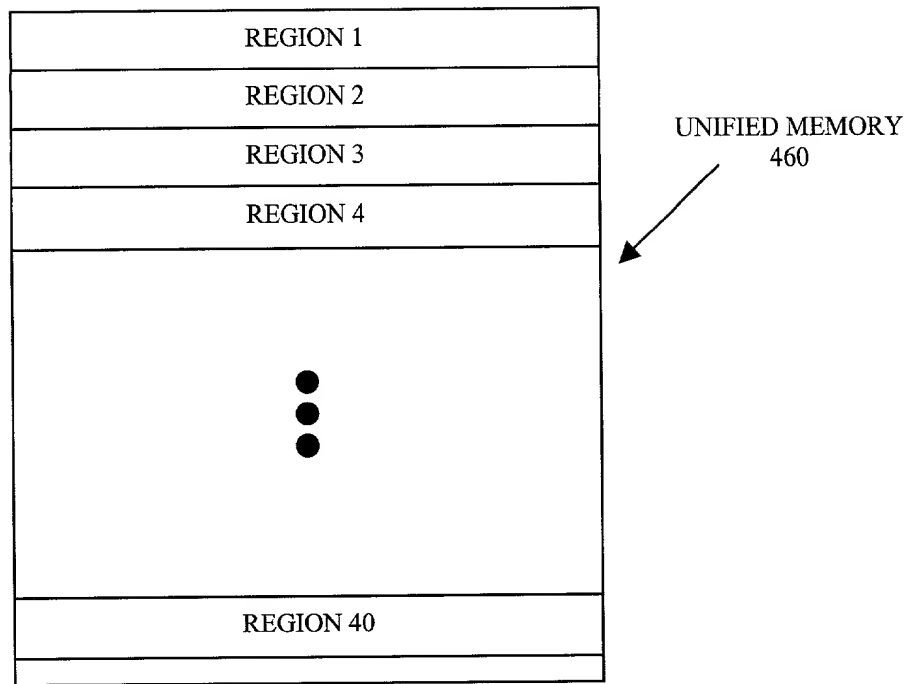 REGION 1
REGION 2
REGION 3
REGION 4
UNIFIED MEMORY
460
REGION 40